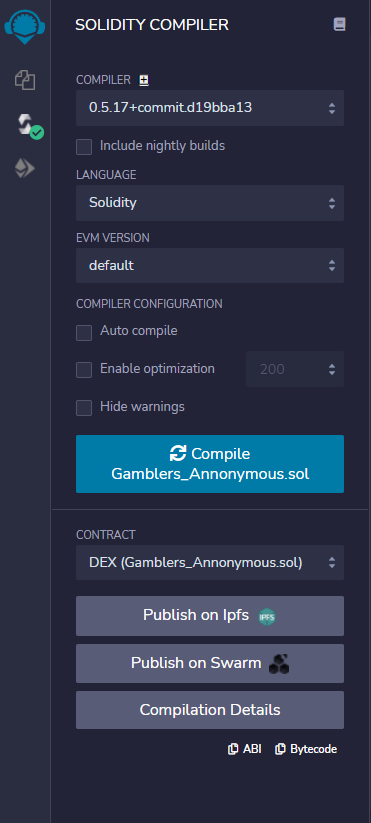 SOLIDITY COMPILER
COMPILER
0.5.17+commit.d19bba13
Include nightly builds
LANGUAGE
Solidity
EVM VERSION
default
COMPILER CONFIGURATION
Auto compile
Enable optimization 200
Hide warnings
Compile
Gamblers_Annonymous.sol
CONTRACT
DEX (Gamblers_Annonymous.sol)
Publish on Ipfs IPFS
Publish on Swarm
Compilation Details
ABI Bytecode